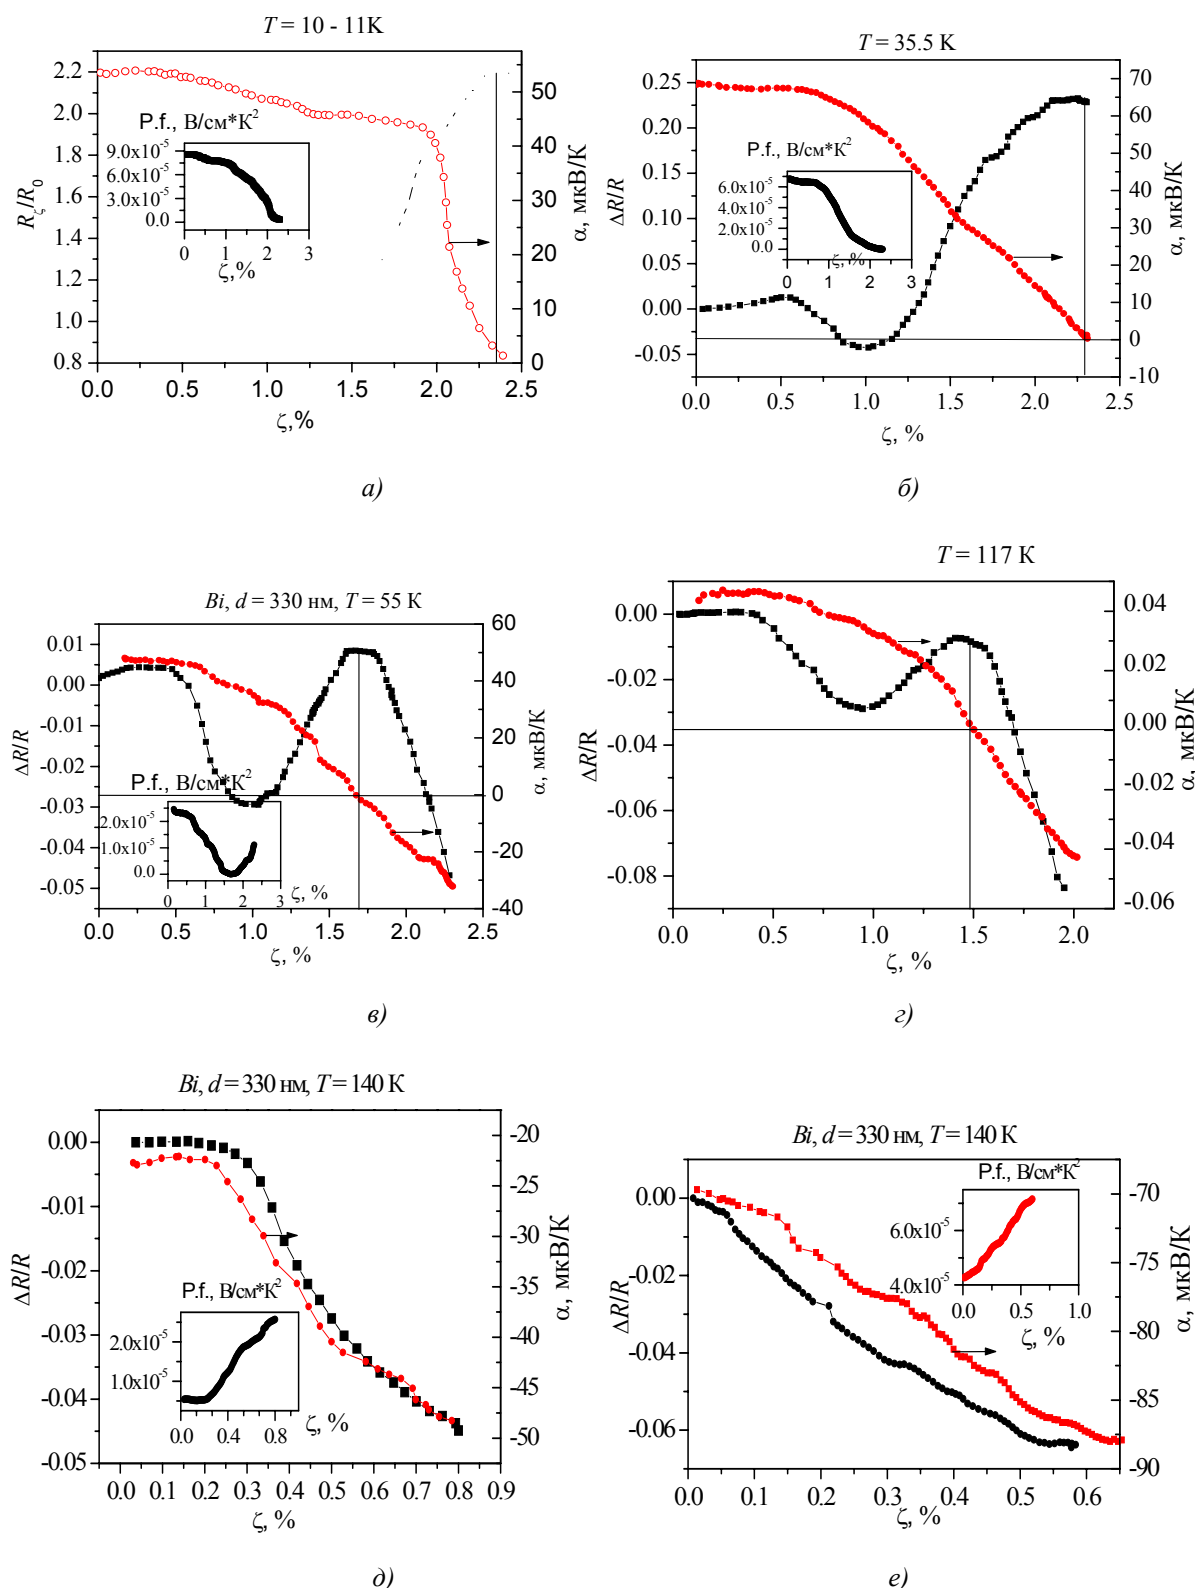 T = 10 - 11K
2,2
2.0
1.8
1.6
1.4
1.2
1.0
0.8
Rζ/R0
P.f., В/см*К²
9.0x10⁻⁵
6.0x10⁻⁵
3.0x10⁻⁵
0.0
0 1 2 3
ζ,%
50
40
30
20
10
0
α, мкВ/К
0.0 0.5 1.0 1.5 2.0 2.5
ζ,%
а)
T = 35.5 К
0.25
0.20
0.15
0.10
0.05
0.00
-0.05
ΔR/R
P.f., В/см*К²
6.0x10⁻⁵
4.0x10⁻⁵
2.0x10⁻⁵
0.0
0 1 2 3
ζ, %
70
60
50
40
30
20
10
0
-10
α, мкВ/К
0.0 0.5 1.0 1.5 2.0 2.5
ζ, %
б)
Bi, d = 330 нм, T = 55 К
0.01
0.00
-0.01
-0.02
-0.03
-0.04
-0.05
ΔR/R
P.f., В/см*К²
2.0x10⁻⁵
1.0x10⁻⁵
0.0
0 1 2 3
ζ, %
60
40
20
0
-20
-40
α, мкВ/К
0.0 0.5 1.0 1.5 2.0 2.5
ζ, %
в)
T = 117 К
0.00
-0.02
-0.04
-0.06
-0.08
ΔR/R
0.04
0.02
0.00
-0.02
-0.04
-0.06
α, мкВ/К
0.0 0.5 1.0 1.5 2.0
ζ, %
г)
Bi, d = 330 нм, T = 140 К
0.00
-0.01
-0.02
-0.03
-0.04
-0.05
ΔR/R
P.f., В/см*К²
2.0x10⁻⁵
1.0x10⁻⁵
0.0 0.4 0.8
ζ, %
-20
-25
-30
-35
-40
-45
-50
α, мкВ/К
0.0 0.1 0.2 0.3 0.4 0.5 0.6 0.7 0.8 0.9
ζ, %
д)
Bi, d = 330 нм, T = 140 К
0.00
-0.02
-0.04
-0.06
ΔR/R
P.f., В/см*К²
6.0x10⁻⁵
4.0x10⁻⁵
0.0 0.5 1.0
ζ, %
-70
-75
-80
-85
-90
α, мкВ/К
0.0 0.1 0.2 0.3 0.4 0.5 0.6
ζ, %
е)